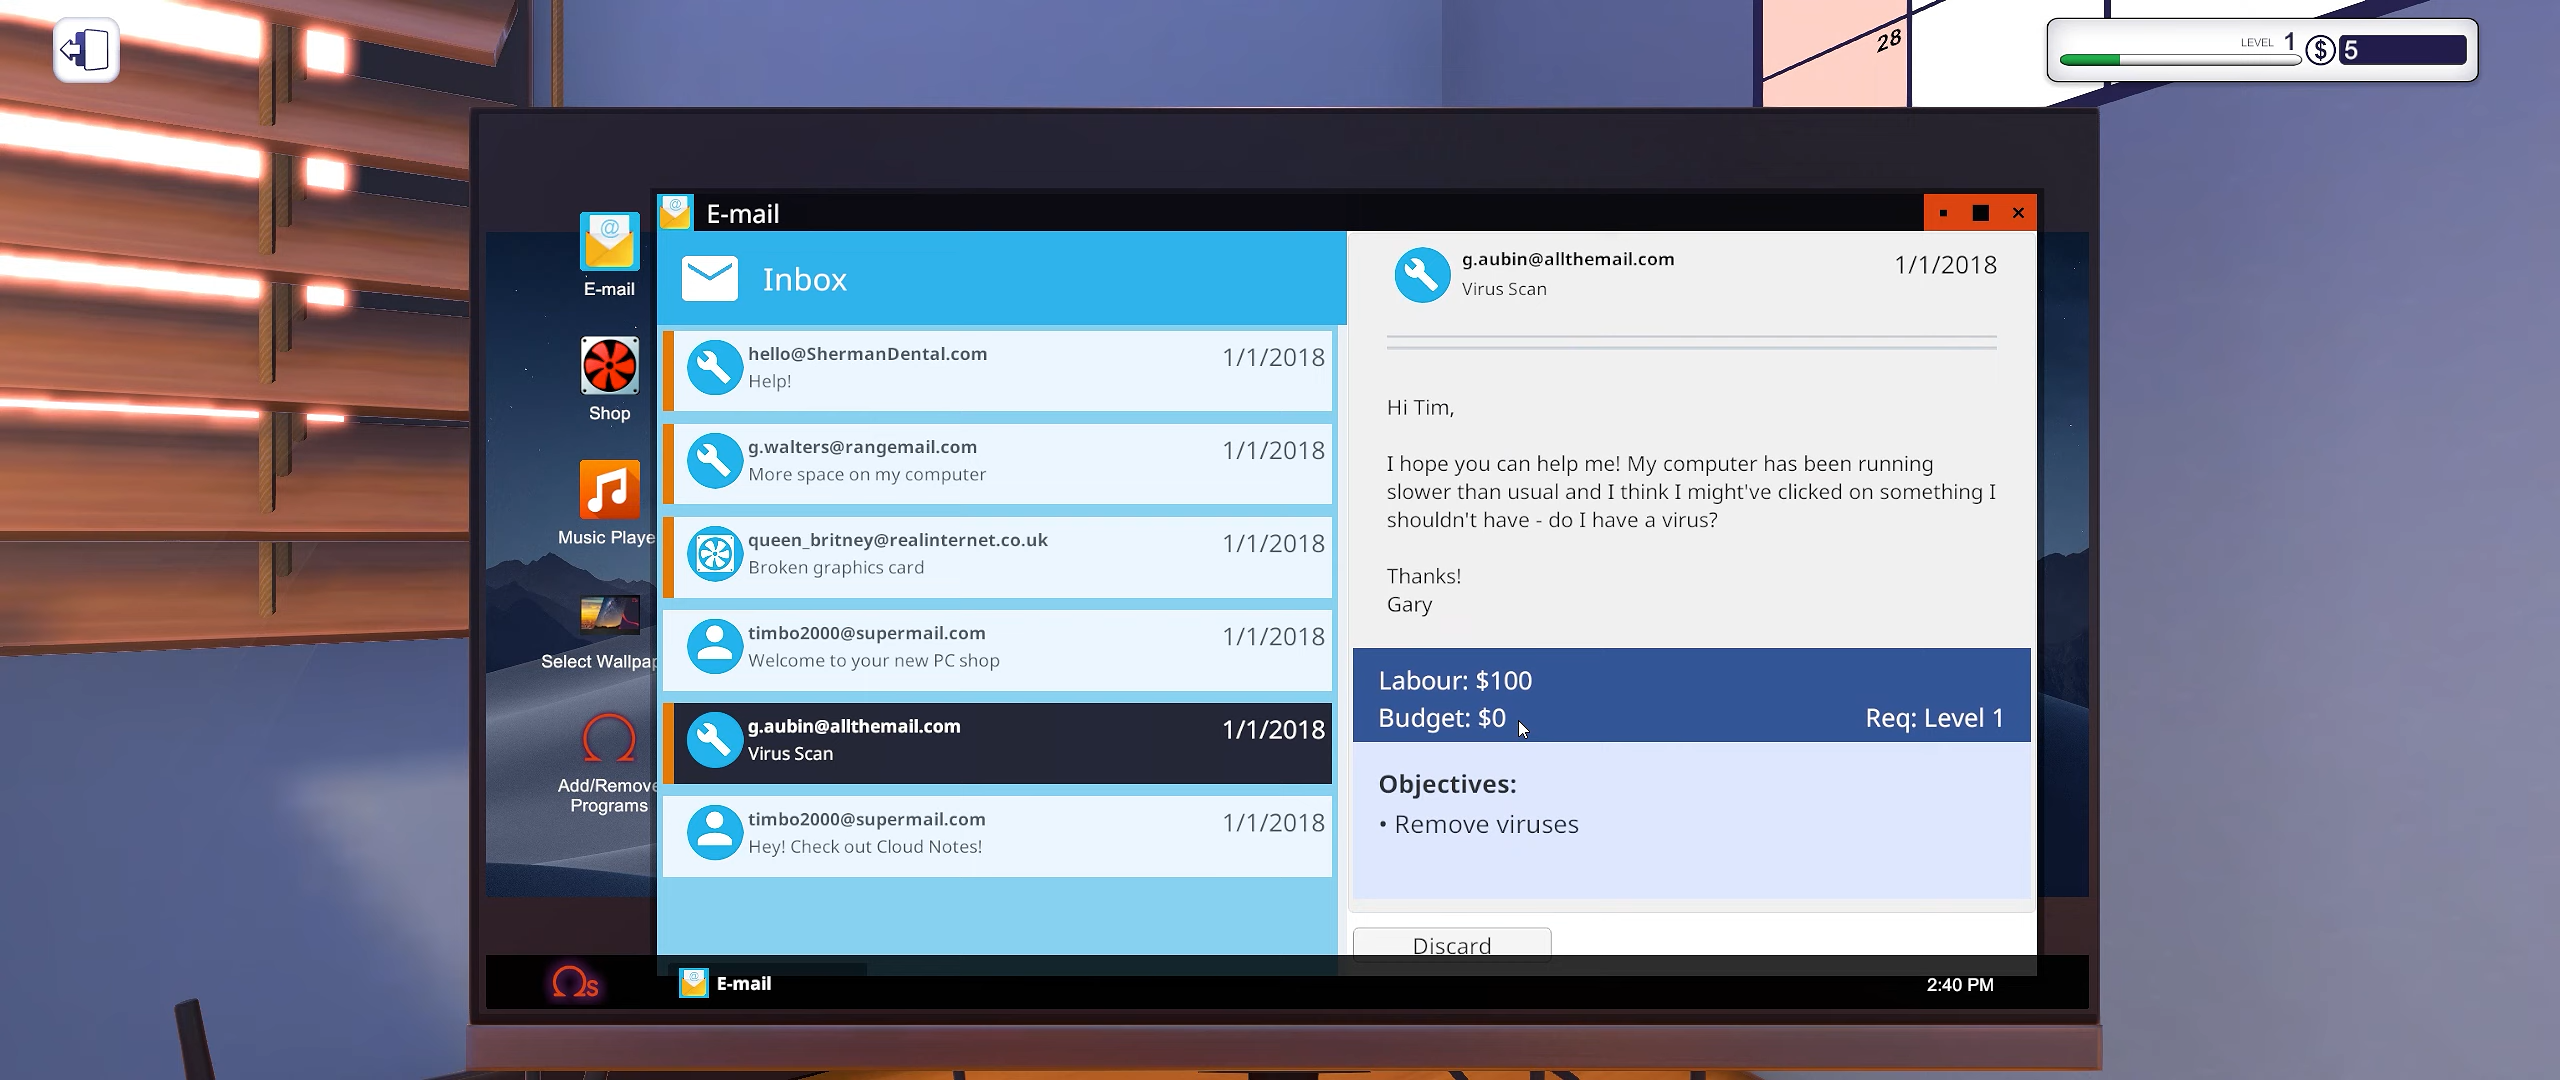 28
LEVEL 1 $ 5
E-mail
Shop
Music Playe
Select Wallpap
Add/Remove
Programs
E-mail
Inbox
hello@ShermanDental.com 1/1/2018
Help!
g.walters@rangemail.com 1/1/2018
More space on my computer
queen_britney@realinternet.co.uk 1/1/2018
Broken graphics card
timbo2000@supermail.com 1/1/2018
Welcome to your new PC shop
g.aubin@allthemail.com 1/1/2018
Virus Scan
timbo2000@supermail.com 1/1/2018
Hey! Check out Cloud Notes!
g.aubin@allthemail.com 1/1/2018
Virus Scan
Hi Tim,
I hope you can help me! My computer has been running
slower than usual and I think I might've clicked on something I
shouldn't have - do I have a virus?
Thanks!
Gary
Labour: $100
Budget: $0 Req: Level 1
Objectives:
• Remove viruses
Discard
Ωs E-mail 2:40 PM